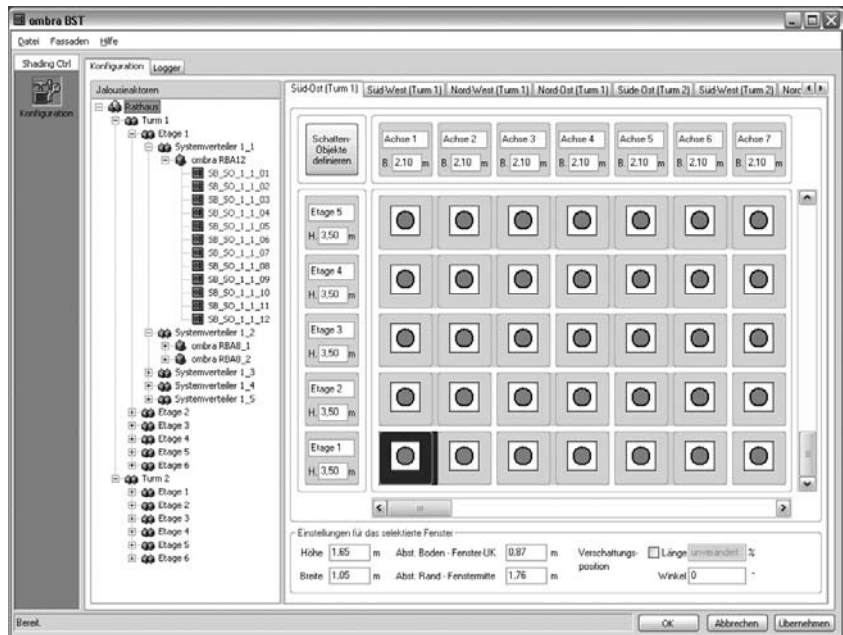 ombra BST
Datei Fassaden Hilfe
Shading Ctrl
Konfiguration
Konfiguration Logger
Jalousieaktoren
Rathaus
Turm 1
Etage 1
Systemverteiler 1_1
ombra RBA12
SB_SO_1_1_01
SB_SO_1_1_02
SB_SO_1_1_03
SB_SO_1_1_04
SB_SO_1_1_05
SB_SO_1_1_06
SB_SO_1_1_07
SB_SO_1_1_08
SB_SO_1_1_09
SB_SO_1_1_10
SB_SO_1_1_11
SB_SO_1_1_12
Systemverteiler 1_2
ombra RBA8_1
ombra RBA8_2
Systemverteiler 1_3
Systemverteiler 1_4
Systemverteiler 1_5
Etage 2
Etage 3
Etage 4
Etage 5
Etage 6
Turm 2
Etage 1
Etage 2
Etage 3
Etage 4
Etage 5
Etage 6
Süd-Ost (Turm 1) Süd-West (Turm 1) Nord-West (Turm 1) Nord-Ost (Turm 1) Süde-Ost (Turm 2) Süd-West (Turm 2) Norc
Schatten-
Objekte
definieren
Achse 1 Achse 2 Achse 3 Achse 4 Achse 5 Achse 6 Achse 7
B. 2.10 m B. 2.10 m B. 2.10 m B. 2.10 m B. 2.10 m B. 2.10 m B. 2.10 m
Etage 5
H. 3,50 m
Etage 4
H. 3,50 m
Etage 3
H. 3,50 m
Etage 2
H. 3,50 m
Etage 1
H. 3,50 m
Einstellungen für das selektierte Fenster
Höhe 1.65 m Abst. Boden - Fenster-UK 0.87 m Verschattungs- Länge unverändert %
position
Breite 1,05 m Abst. Rand - Fenstermitte 1,76 m Winkel 0 °
Bereit. OK Abbrechen Übernehmen